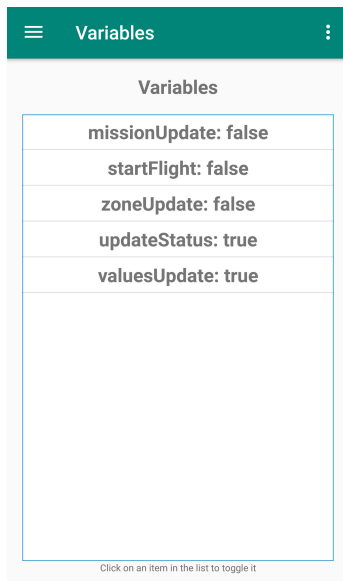 Variables
Variables
missionUpdate: false
startFlight: false
zoneUpdate: false
updateStatus: true
valuesUpdate: true
Click on an item in the list to toggle it